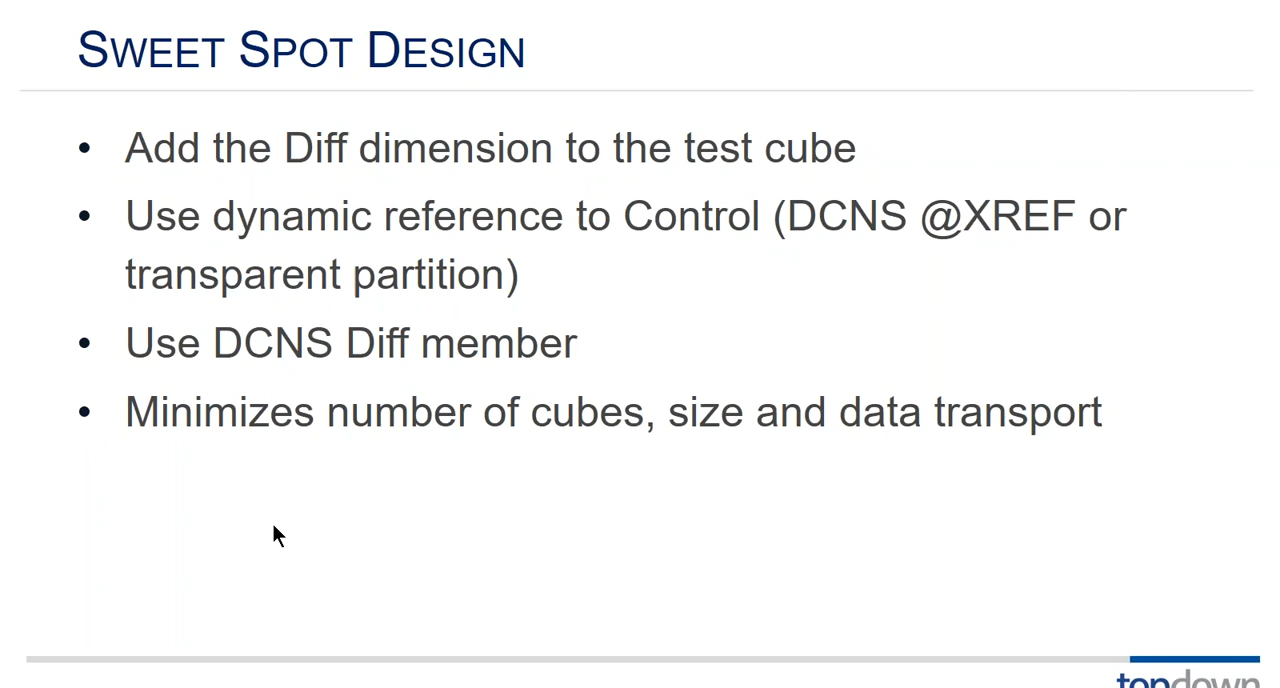 SWEET SPOT DESIGN
• Add the Diff dimension to the test cube
• Use dynamic reference to Control (DCNS @XREF or
transparent partition)
• Use DCNS Diff member
• Minimizes number of cubes, size and data transport
topdown